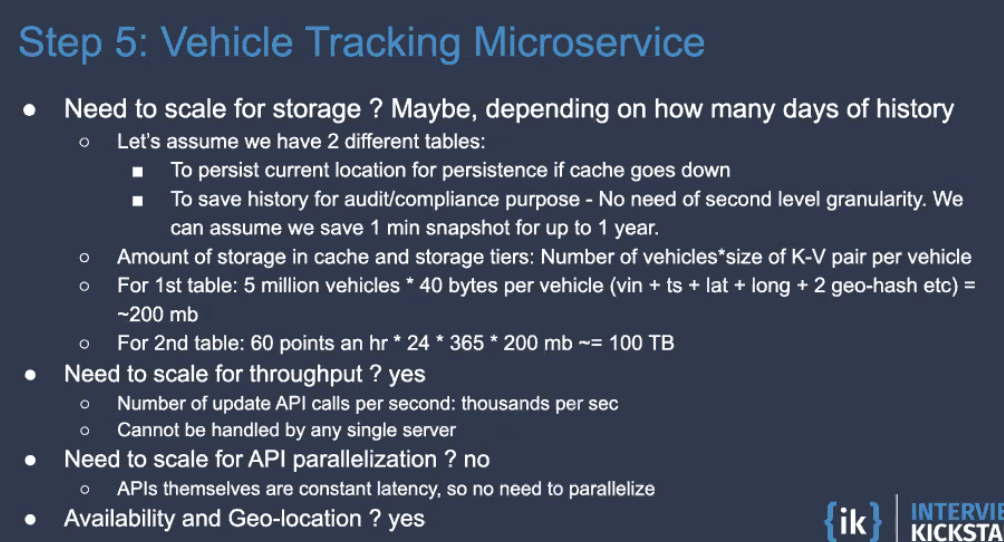 Step 5: Vehicle Tracking Microservice
● Need to scale for storage ? Maybe, depending on how many days of history
○ Let's assume we have 2 different tables:
■ To persist current location for persistence if cache goes down
■ To save history for audit/compliance purpose - No need of second level granularity. We
can assume we save 1 min snapshot for up to 1 year.
○ Amount of storage in cache and storage tiers: Number of vehicles*size of K-V pair per vehicle
○ For 1st table: 5 million vehicles * 40 bytes per vehicle (vin + ts + lat + long + 2 geo-hash etc) =
~200 mb
○ For 2nd table: 60 points an hr * 24 * 365 * 200 mb ~= 100 TB
● Need to scale for throughput ? yes
○ Number of update API calls per second: thousands per sec
○ Cannot be handled by any single server
● Need to scale for API parallelization ? no
○ APIs themselves are constant latency, so no need to parallelize
● Availability and Geo-location ? yes
{ik} INTERVIE
KICKSTA